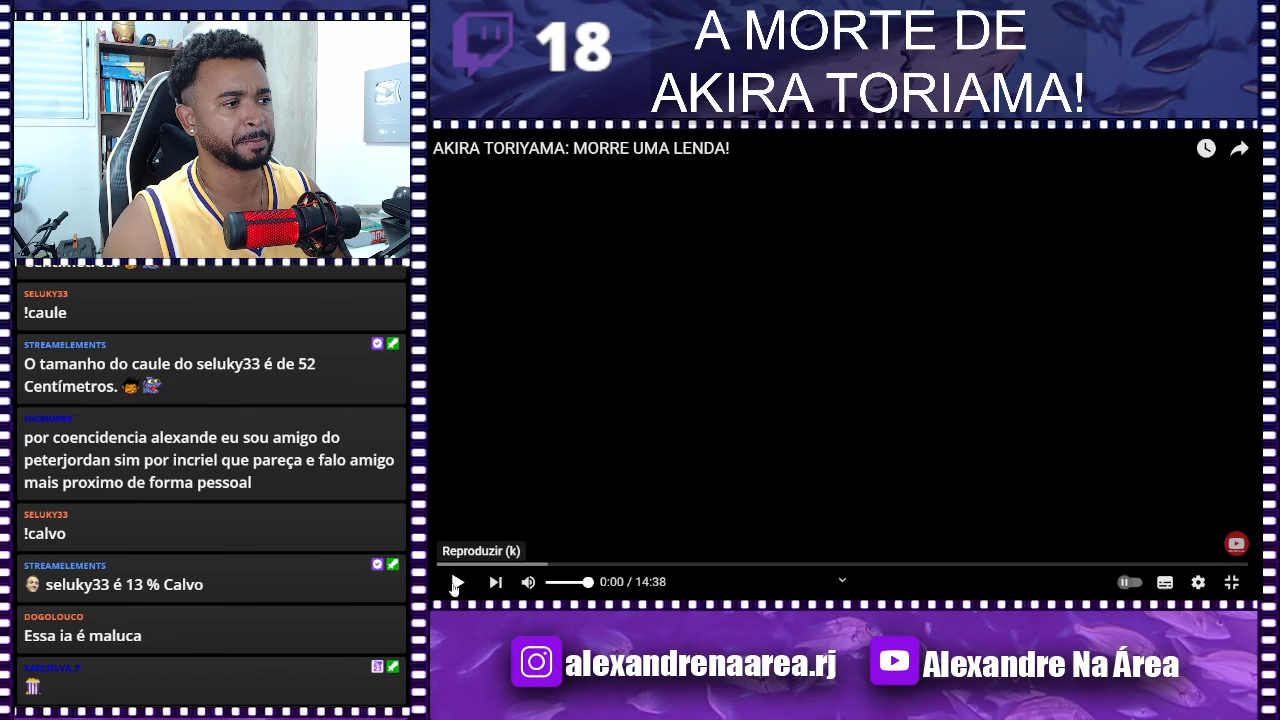 18
A MORTE DE
AKIRA TORIAMA!
AKIRA TORIYAMA: MORRE UMA LENDA!
SELUKY33
!caule
STREAMELEMENTS
O tamanho do caule do seluky33 é de 52
Centímetros.
por coencidencia alexande eu sou amigo do
peterjordan sim por incriel que pareça e falo amigo
mais proximo de forma pessoal
SELUKY33
!calvo
STREAMELEMENTS
seluky33 é 13 % Calvo
DOGOLOUCO
Essa ia é maluca
Reproduzir (k)
0:00 / 14:38
alexandrenaarea.rj
Alexandre Na Área